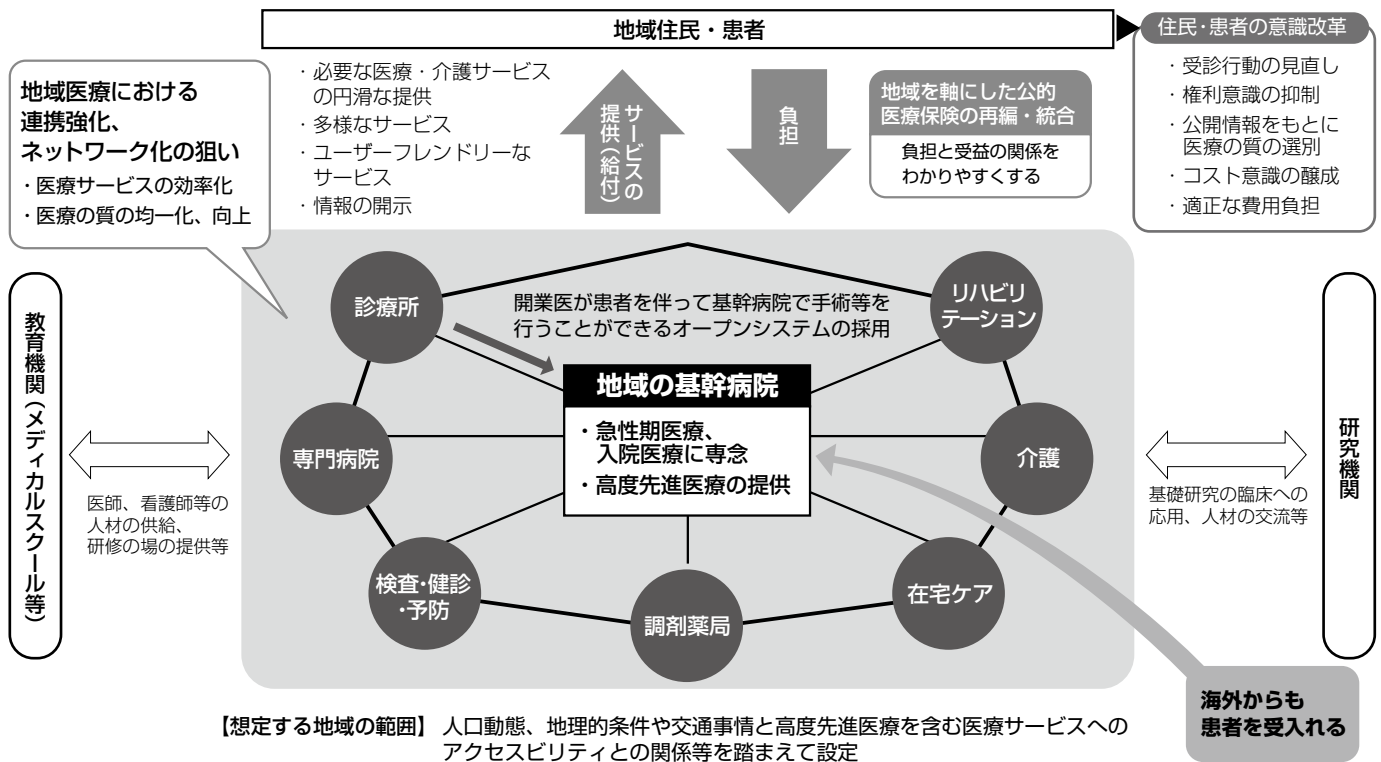 地域住民・患者
住民・患者の意識改革
・受診行動の見直し
・権利意識の抑制
・公開情報をもとに
医療の質の選別
・コスト意識の醸成
・適正な費用負担
地域医療における
連携強化、
ネットワーク化の狙い
・医療サービスの効率化
・医療の質の均一化、向上
・必要な医療・介護サービス
の円滑な提供
・多様なサービス
・ユーザーフレンドリーな
サービス
・情報の開示
サービスの
提供(給付)
負担
地域を軸にした公的
医療保険の再編・統合
負担と受益の関係を
わかりやすくする
教育機関(メディカルスクール等)
医師、看護師等の
人材の供給、
研修の場の提供等
診療所
開業医が患者を伴って基幹病院で手術等を
行うことができるオープンシステムの採用
リハビリ
テーション
地域の基幹病院
・急性期医療、
入院医療に専念
・高度先進医療の提供
専門病院
介護
検査・健診
・予防
調剤薬局
在宅ケア
基礎研究の臨床への
応用、人材の交流等
研究機関
海外からも
患者を受入れる
【想定する地域の範囲】 人口動態、地理的条件や交通事情と高度先進医療を含む医療サービスへの
アクセスビリティとの関係等を踏まえて設定